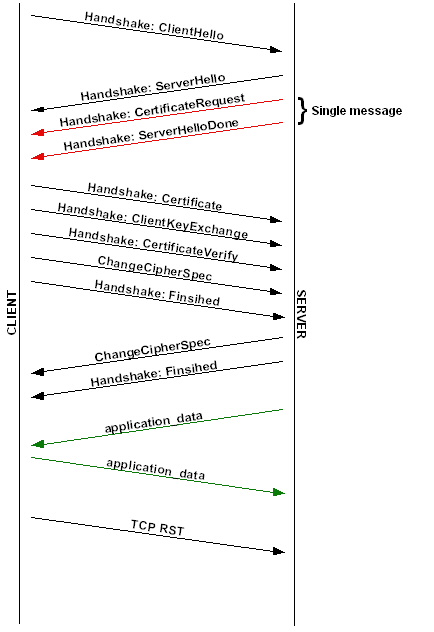 Handshake: ClientHello
Handshake: ServerHello
Handshake: CertificateRequest
Single message
Handshake: ServerHelloDone
Handshake: Certificate
Handshake: ClientKeyExchange
Handshake: CertificateVerify
ChangeCipherSpec
Handshake: Finsihed
CLIENT
SERVER
ChangeCipherSpec
Handshake: Finsihed
application_data
application_data
TCP RST